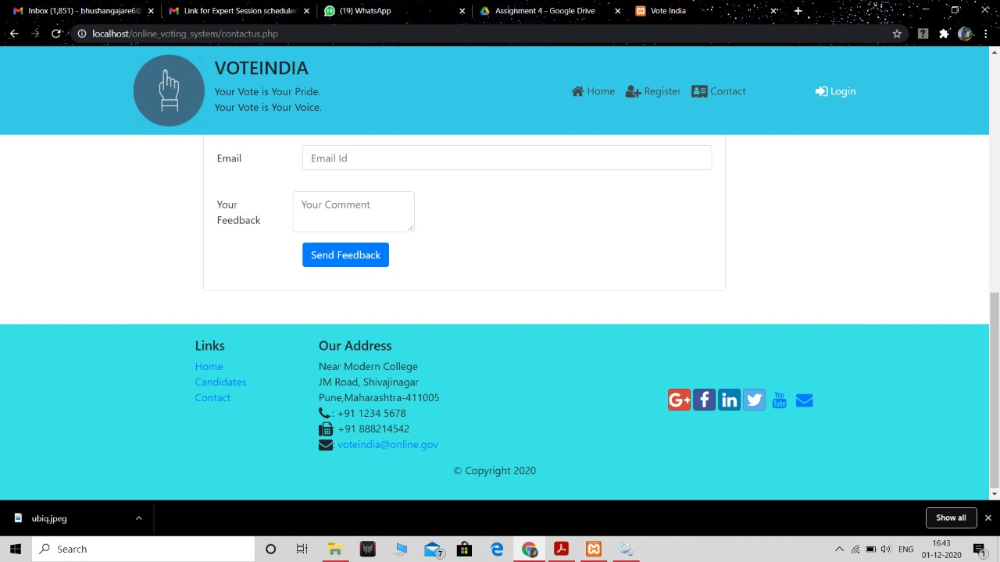 Inbox (1,851) - bhushangajare6@
Link for Expert Session scheduled
(19) WhatsApp
Assignment 4 - Google Drive
Vote India
localhost/online_voting_system/contactus.php
VOTEINDIA
Your Vote is Your Pride.
Your Vote is Your Voice.
Home
Register
Contact
Login
Email
Email Id
Your
Feedback
Your Comment
Send Feedback
Links
Home
Candidates
Contact
Our Address
Near Modern College
JM Road, Shivajinagar
Pune,Maharashtra-411005
: +91 1234 5678
: +91 888214542
: voteindia@online.gov
G+ f in You Tube
© Copyright 2020
ubiq.jpeg
Show all
Search
7
ENG
16:43
01-12-2020
1